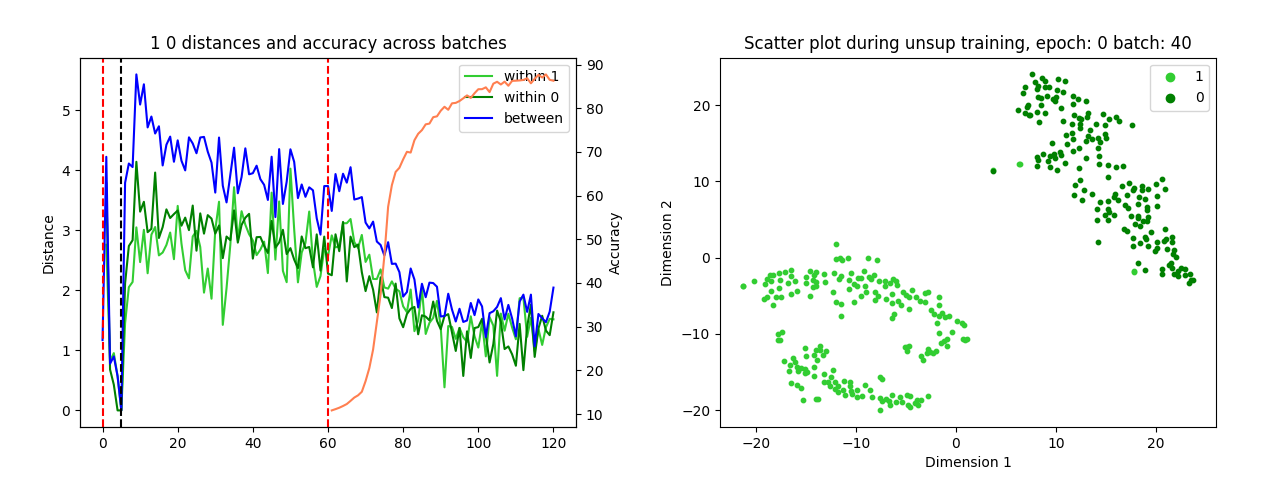 1 0 distances and accuracy across batches
within 1
within 0
between
Distance
5
4
3
2
1
0
Accuracy
90
80
70
60
50
40
30
20
10
0 20 40 60 80 100 120
Scatter plot during unsup training, epoch: 0 batch: 40
1
0
Dimension 2
20
10
0
−10
−20
−20 −10 0 10 20
Dimension 1